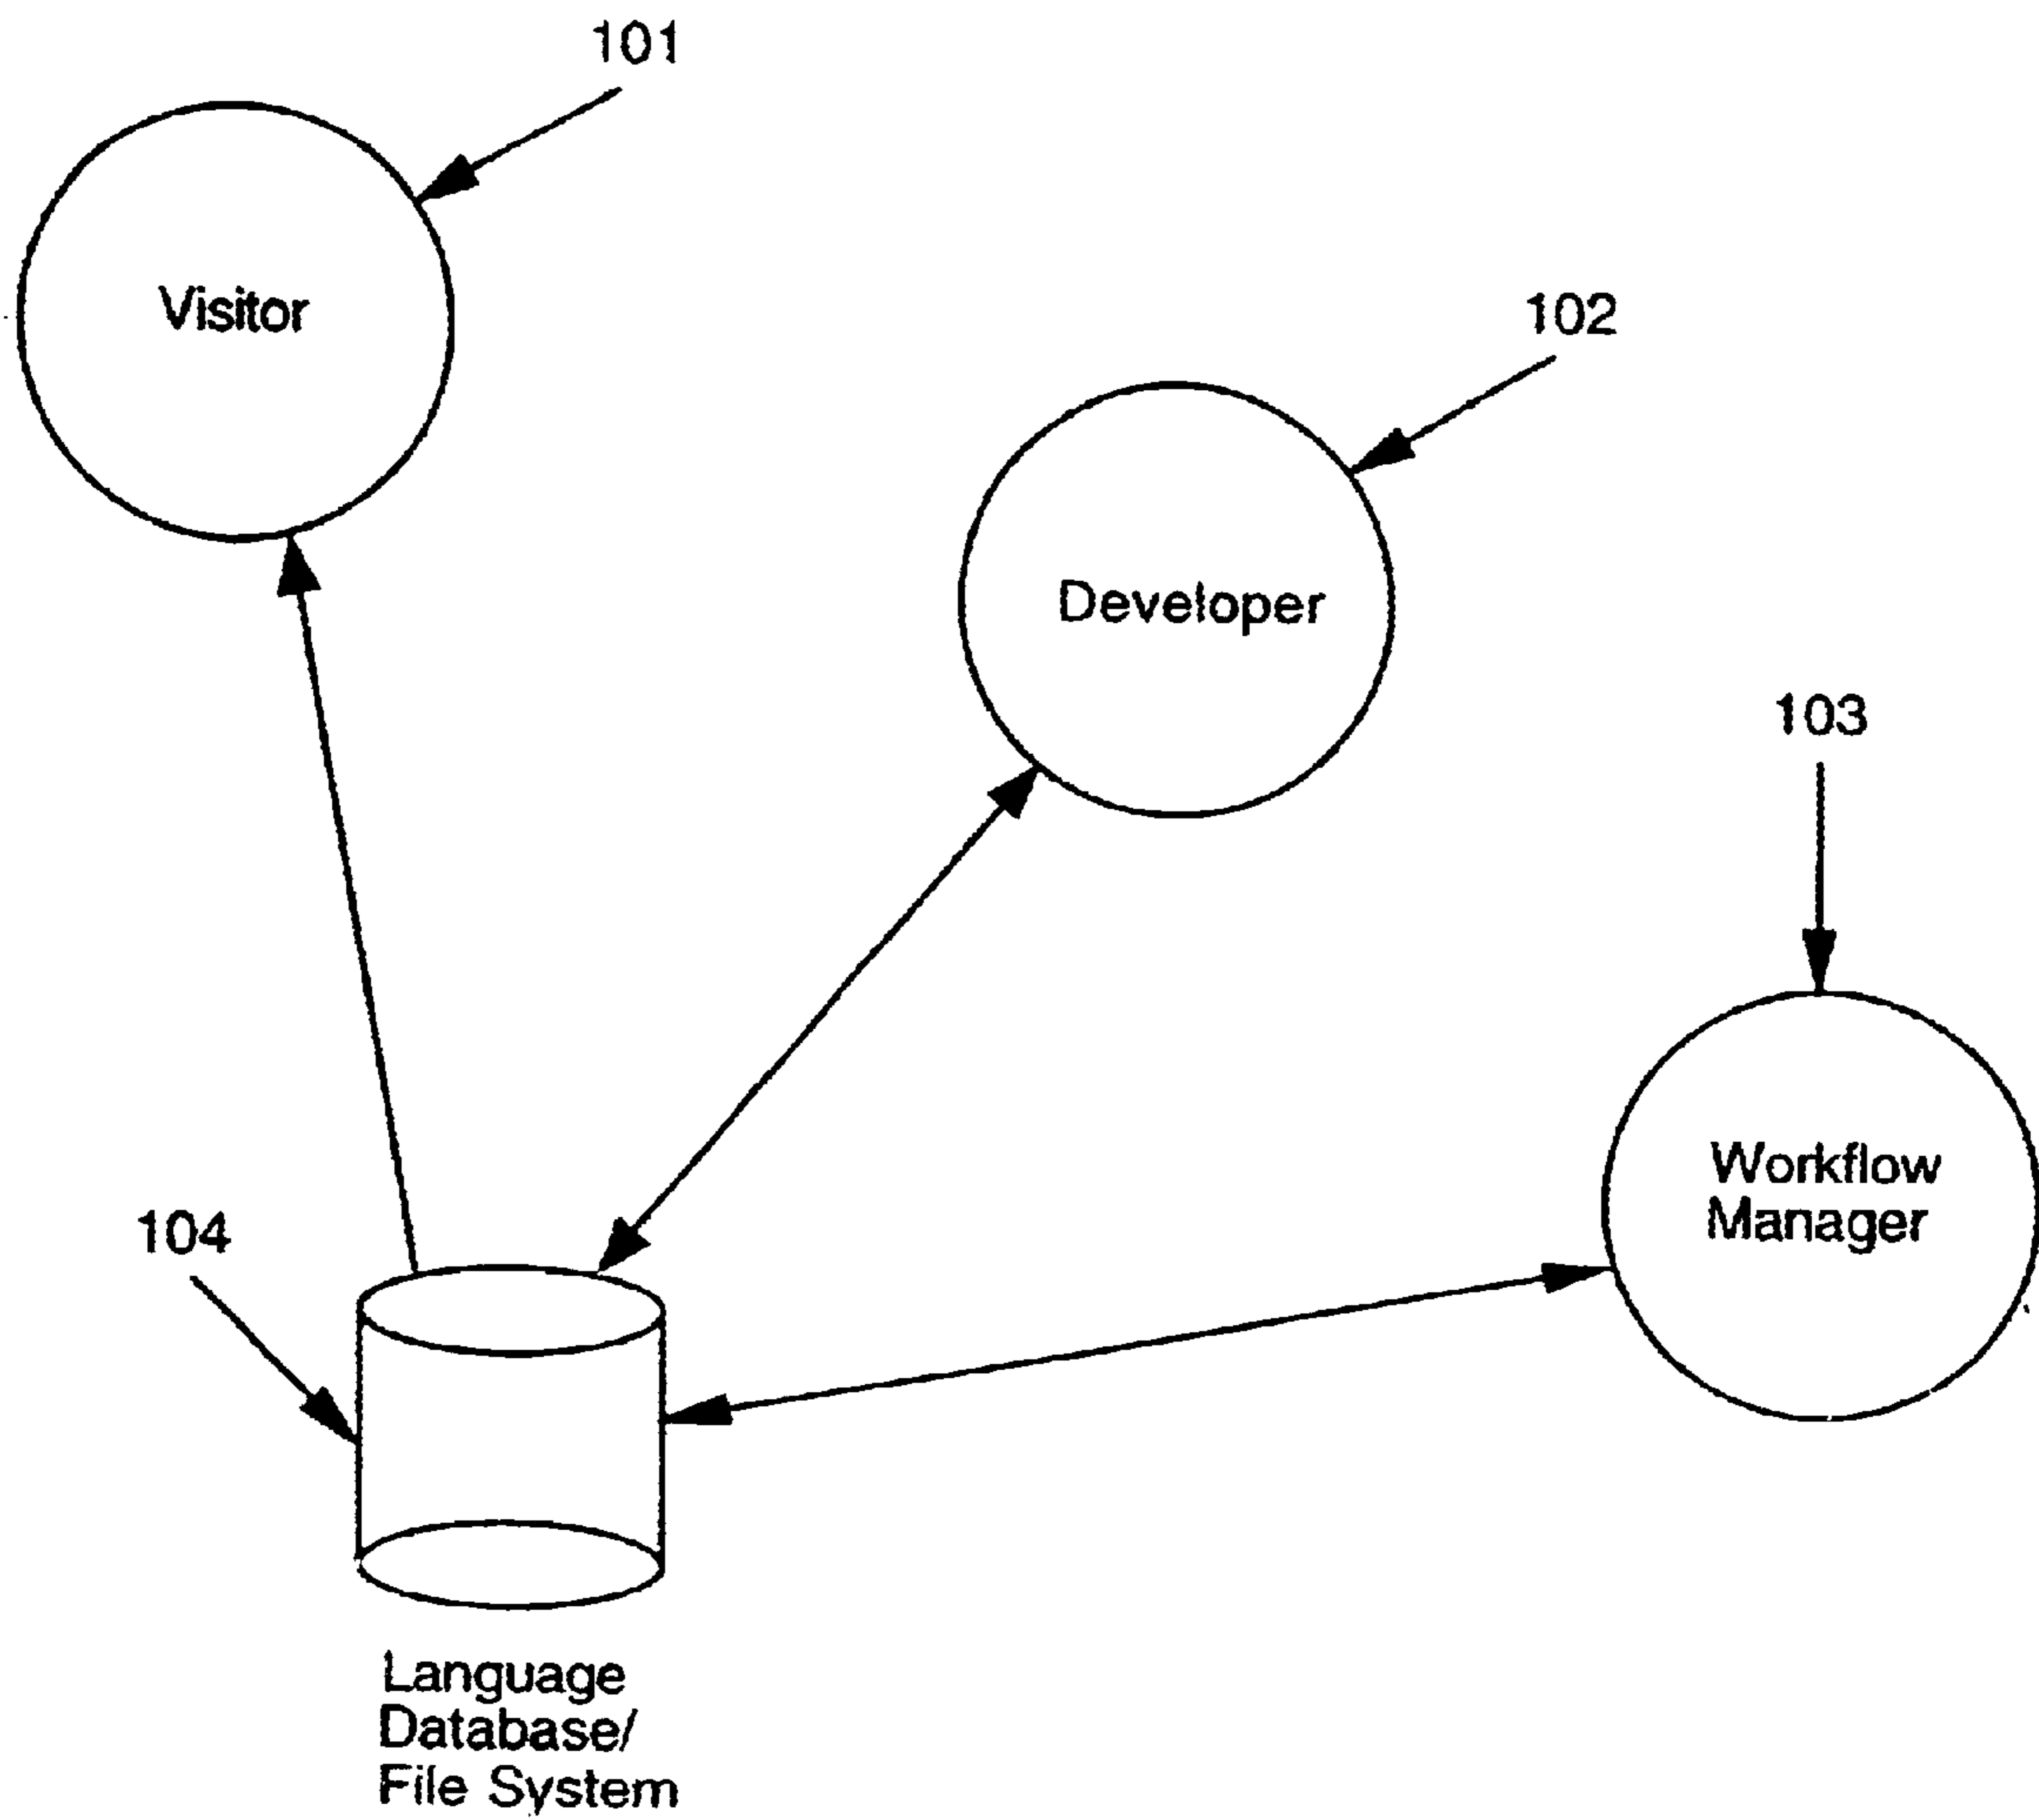 101
Visitor
102
Developer
103
Workflow
Manager
104
Language
Database/
File System